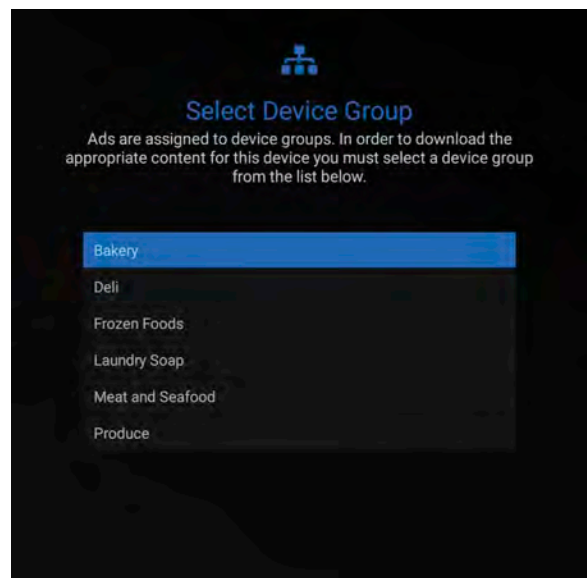 Select Device Group
Ads are assigned to device groups. In order to download the
appropriate content for this device you must select a device group
from the list below.
Bakery
Deli
Frozen Foods
Laundry Soap
Meat and Seafood
Produce